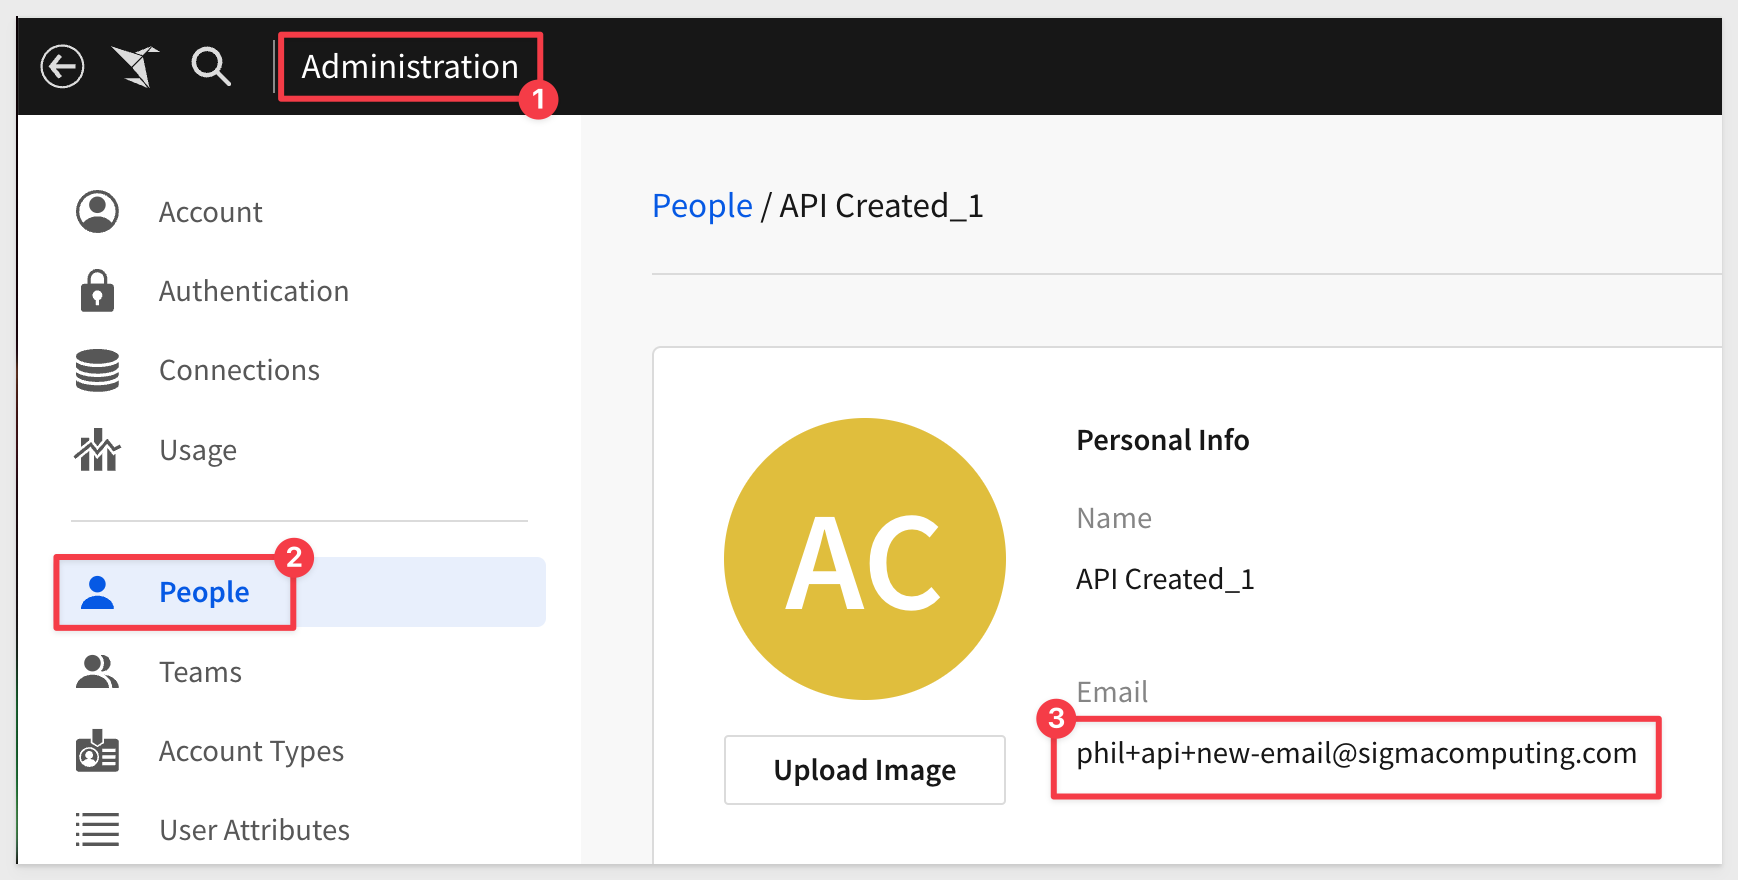 Administration
1
Account
Authentication
Connections
Usage
2
People
Teams
Account Types
User Attributes
People / API Created_1
AC
Upload Image
Personal Info
Name
API Created_1
Email
3
phil+api+new-email@sigmacomputing.com